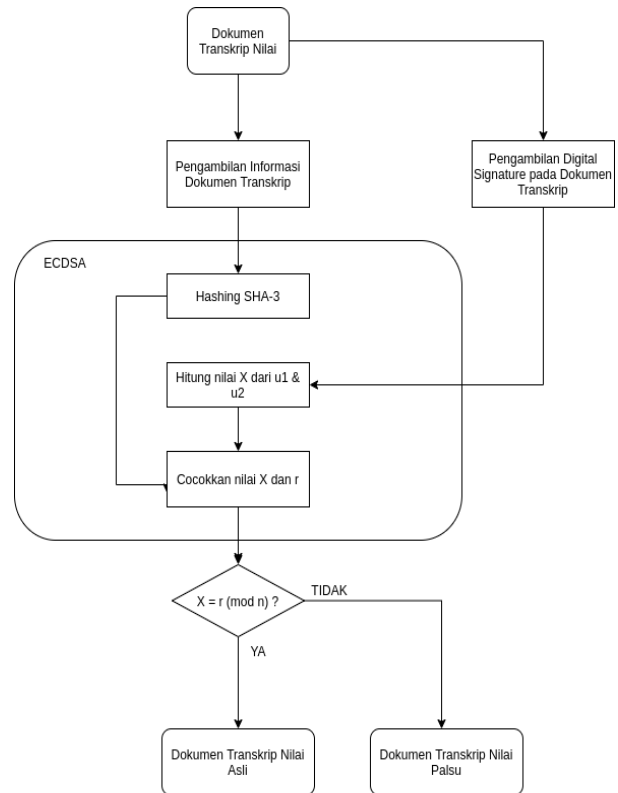 Dokumen
Transkrip Nilai
Pengambilan Informasi
Dokumen Transkrip
Pengambilan Digital
Signature pada Dokumen
Transkrip
ECDSA
Hashing SHA-3
Hitung nilai X dari u1 &
u2
Cocokkan nilai X dan r
X = r (mod n) ?
TIDAK
YA
Dokumen Transkrip Nilai
Asli
Dokumen Transkrip Nilai
Palsu